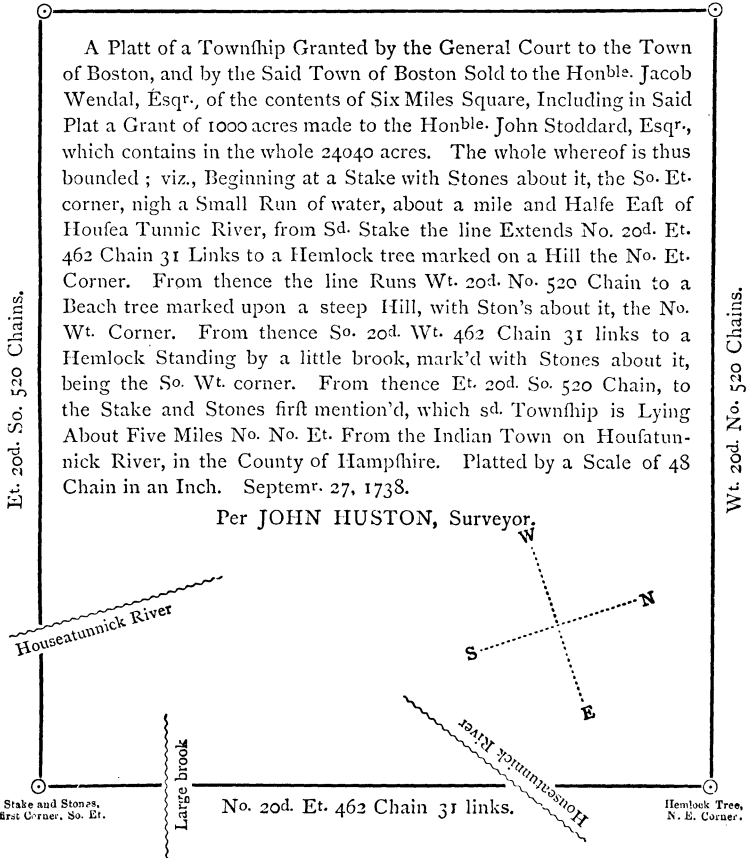 A Platt of a Townſhip Granted by the General Court to the Town
of Boston, and by the Said Town of Boston Sold to the Honble. Jacob
Wendal, Esqr., of the contents of Six Miles Square, Including in Said
Plat a Grant of 1000 acres made to the Honble. John Stoddard, Esqr.,
which contains in the whole 24040 acres. The whole whereof is thus
bounded ; viz., Beginning at a Stake with Stones about it, the So. Et.
corner, nigh a Small Run of water, about a mile and Halfe Eaſt of
Houſea Tunnic River, from Sd. Stake the line Extends No. 20d. Et.
462 Chain 31 Links to a Hemlock tree marked on a Hill the No. Et.
Corner. From thence the line Runs Wt. 20d. No. 520 Chain to a
Beach tree marked upon a steep Hill, with Ston's about it, the No.
Wt. Corner. From thence So. 20d. Wt. 462 Chain 31 links to a
Hemlock Standing by a little brook, mark'd with Stones about it,
being the So. Wt. corner. From thence Et. 20d. So. 520 Chain, to
the Stake and Stones firſt mention'd, which sd. Townſhip is Lying
About Five Miles No. No. Et. From the Indian Town on Houſatun-
nick River, in the County of Hampſhire. Platted by a Scale of 48
Chain in an Inch. Septemr. 27, 1738.
Per JOHN HUSTON, Surveyor.
Et. 20d. So. 520 Chains.
Wt. 20d. No. 520 Chains.
W
N
S
E
Houseatunnick River
Houseatunnick River
Large brook
Stake and Stones,
first Corner, So. Et.
No. 20d. Et. 462 Chain 31 links.
Hemlock Tree,
N. E. Corner.